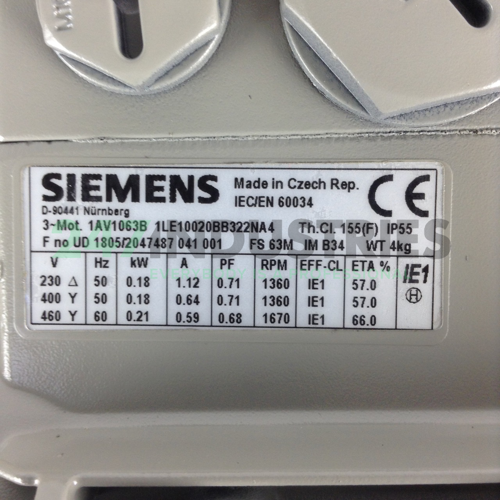 SIEMENS
D-90441 Nürnberg
Made in Czech Rep.
IEC/EN 60034
CE
3~Mot. 1AV1063B 1LE10020BB322NA4 Th.Cl. 155(F) IP55
F no UD 1805/2047487 041 001 FS 63M IM B34 WT 4kg
V Hz kW A PF RPM EFF-CL ETA %
230 Δ 50 0.18 1.12 0.71 1360 IE1 57.0
400 Y 50 0.18 0.64 0.71 1360 IE1 57.0
460 Y 60 0.21 0.59 0.68 1670 IE1 66.0
IE1
H
INDUSTRIES